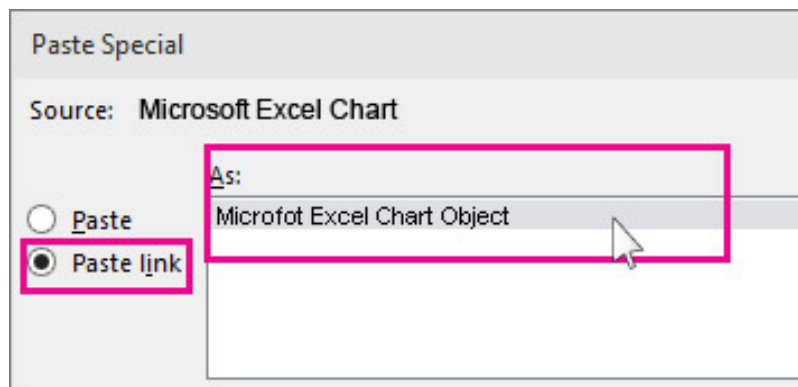 Paste Special
Source: Microsoft Excel Chart
As:
Microfot Excel Chart Object
Paste
Paste link